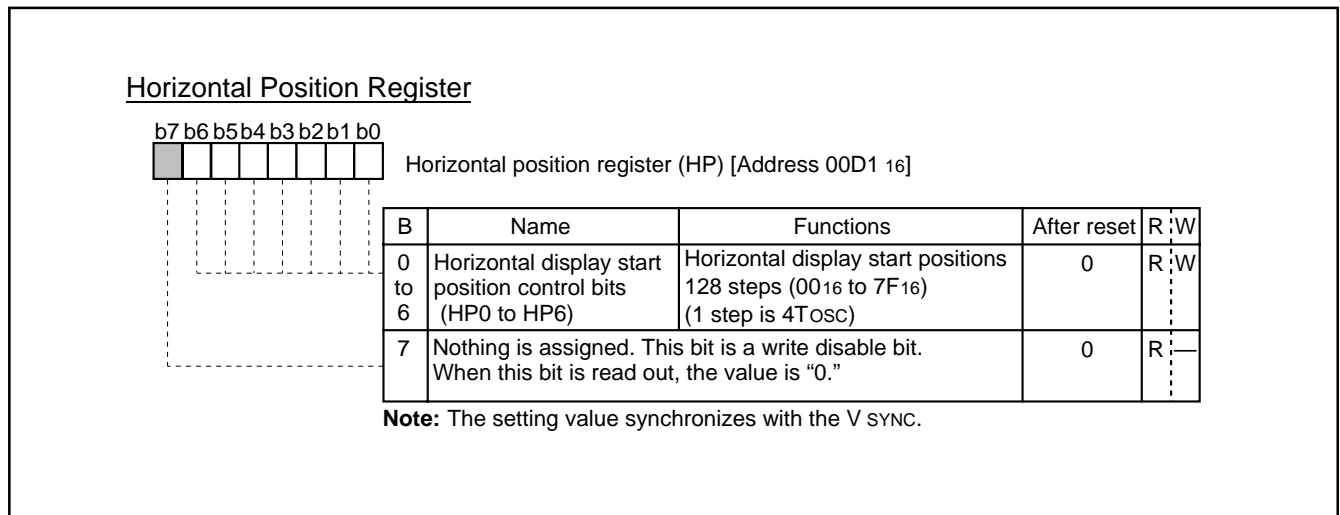 Horizontal Position Register
b7 b6 b5 b4 b3 b2 b1 b0
Horizontal position register (HP) [Address 00D1 16]
B Name Functions After reset R W
0 to 6 Horizontal display start position control bits (HP0 to HP6) Horizontal display start positions 128 steps (0016 to 7F16) (1 step is 4TOSC) 0 R W
7 Nothing is assigned. This bit is a write disable bit. When this bit is read out, the value is “0.” 0 R —
Note: The setting value synchronizes with the V SYNC.